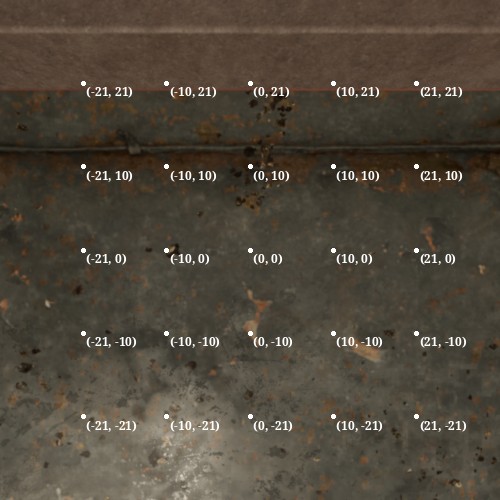 (-21, 21) (-10, 21) (0, 21) (10, 21) (21, 21)
(-21, 10) (-10, 10) (0, 10) (10, 10) (21, 10)
(-21, 0) (-10, 0) (0, 0) (10, 0) (21, 0)
(-21, -10) (-10, -10) (0, -10) (10, -10) (21, -10)
(-21, -21) (-10, -21) (0, -21) (10, -21) (21, -21)